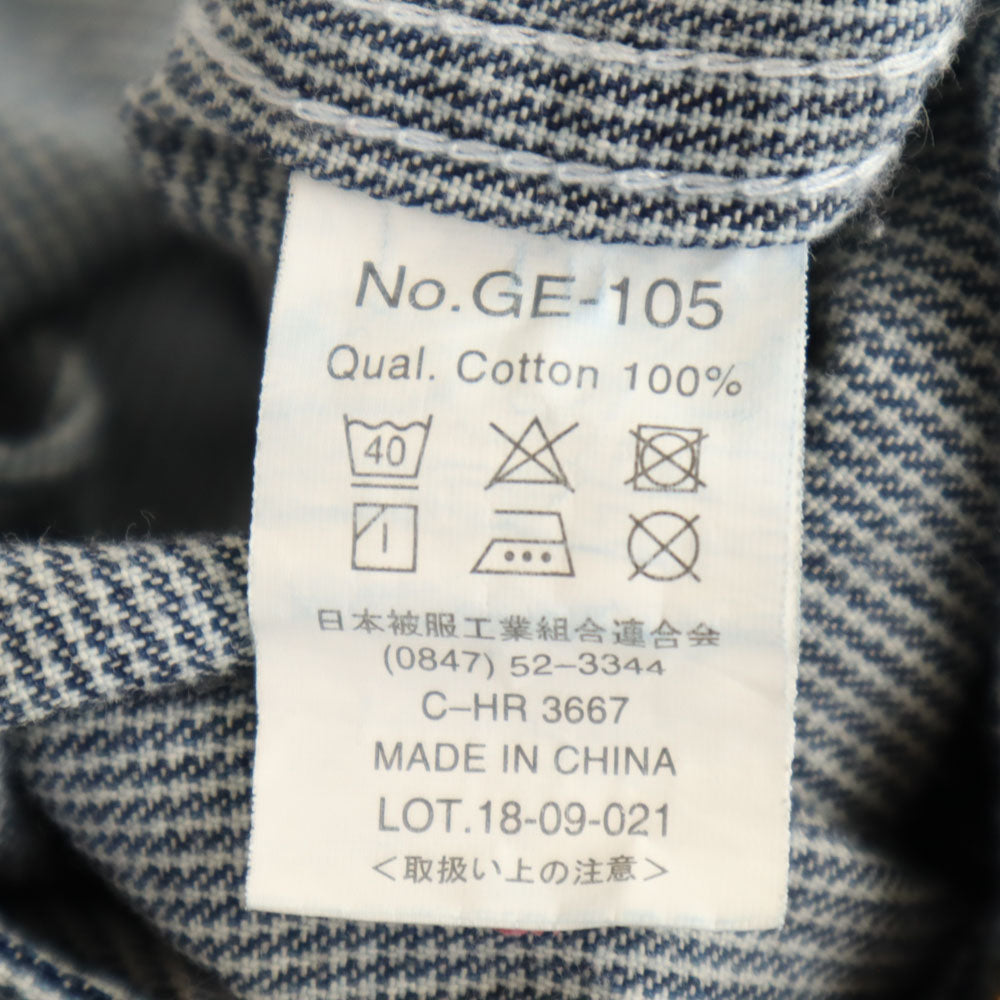 No.GE-105
Qual. Cotton 100%
40
日本被服工業組合連合会
(0847) 52-3344
C-HR 3667
MADE IN CHINA
LOT.18-09-021
<取扱い上の注意>